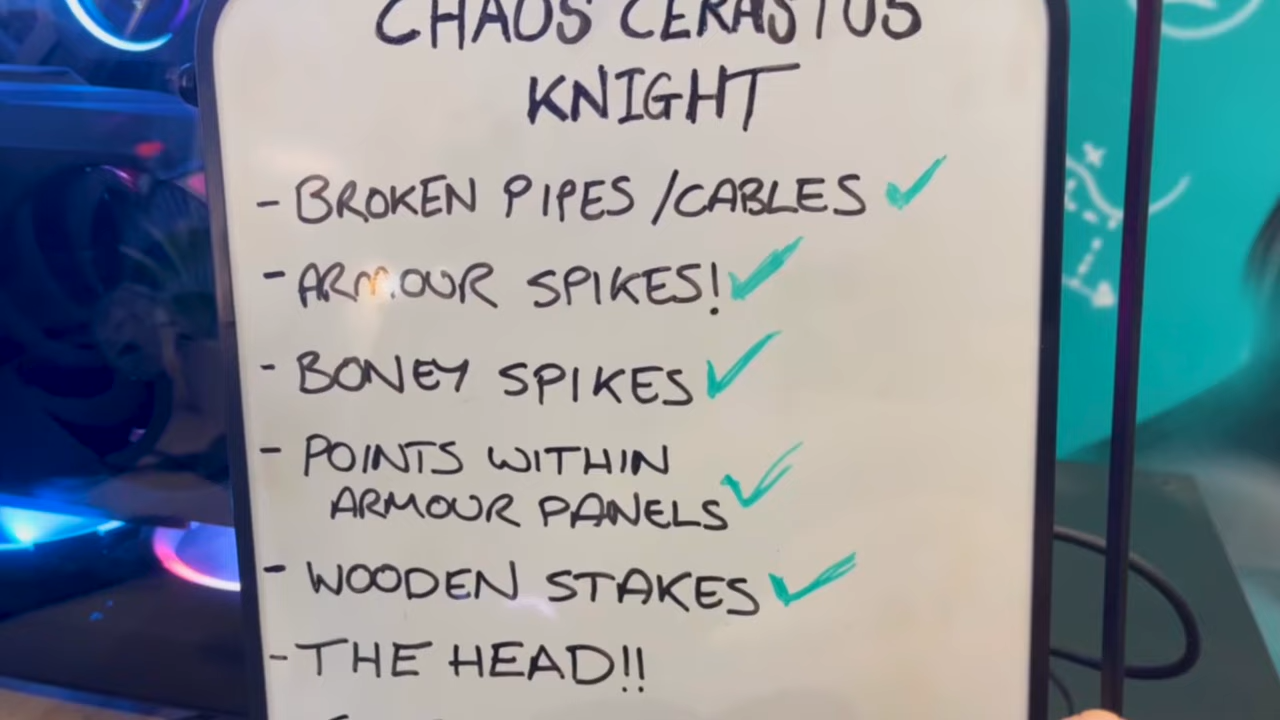 CHAOS CERASTUS
KNIGHT
- BROKEN PIPES /CABLES ✓
- ARMOUR SPIKES! ✓
- BONEY SPIKES ✓
- POINTS WITHIN
ARMOUR PANELS ✓
- WOODEN STAKES ✓
- THE HEAD!!